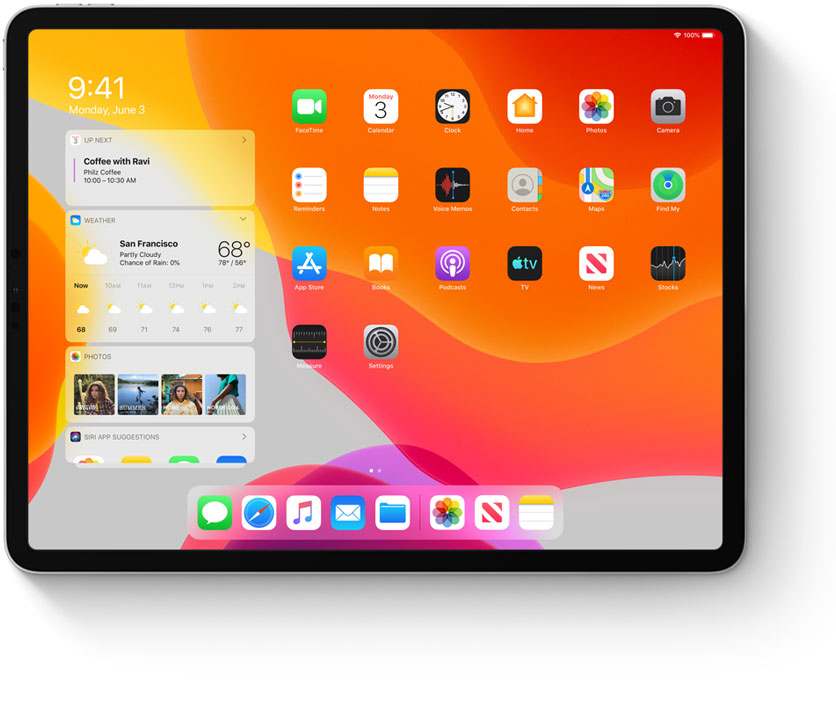 100%
9:41
Monday, June 3
UP NEXT
Coffee with Ravi
Philz Coffee
10:00 – 10:30 AM
WEATHER
San Francisco
Partly Cloudy
Chance of Rain: 0%
68°
78° / 56°
Now 10AM 11AM 12PM 1PM 2PM
68 69 71 74 76 77
PHOTOS
SUMMER
HOME
SIRI APP SUGGESTIONS
Monday
3
FaceTime Calendar Clock Home Photos Camera
Reminders Notes Voice Memos Contacts Maps Find My
tv
App Store Books Podcasts TV News Stocks
Measure Settings